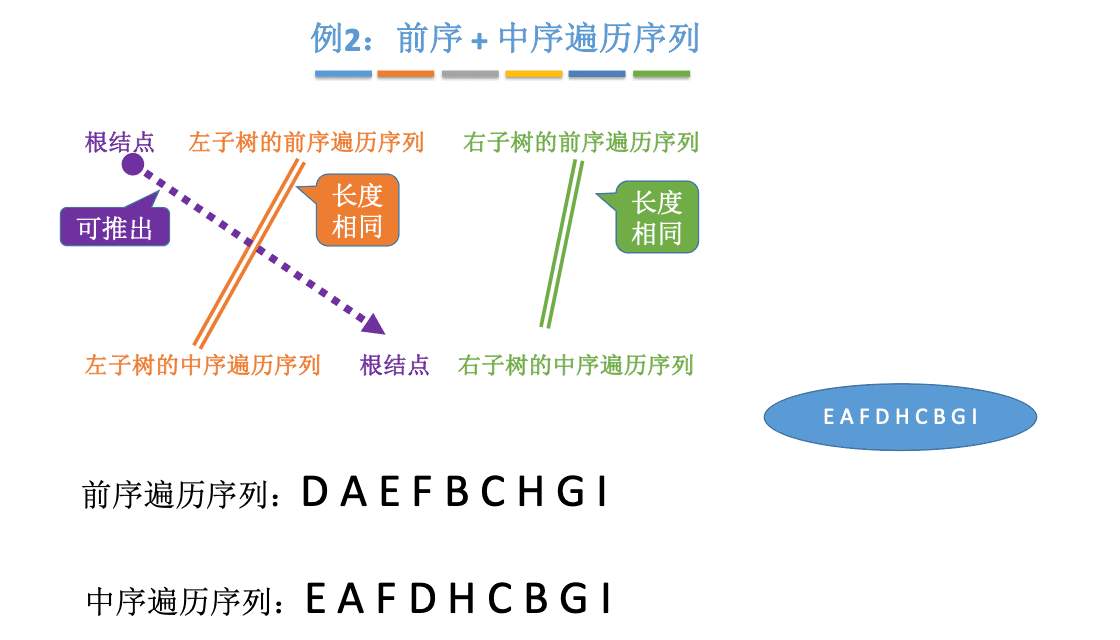 例2：前序 + 中序遍历序列
根结点 左子树的前序遍历序列 右子树的前序遍历序列
可推出
长度
相同
长度
相同
左子树的中序遍历序列 根结点 右子树的中序遍历序列
E A F D H C B G I
前序遍历序列：D A E F B C H G I
中序遍历序列：E A F D H C B G I